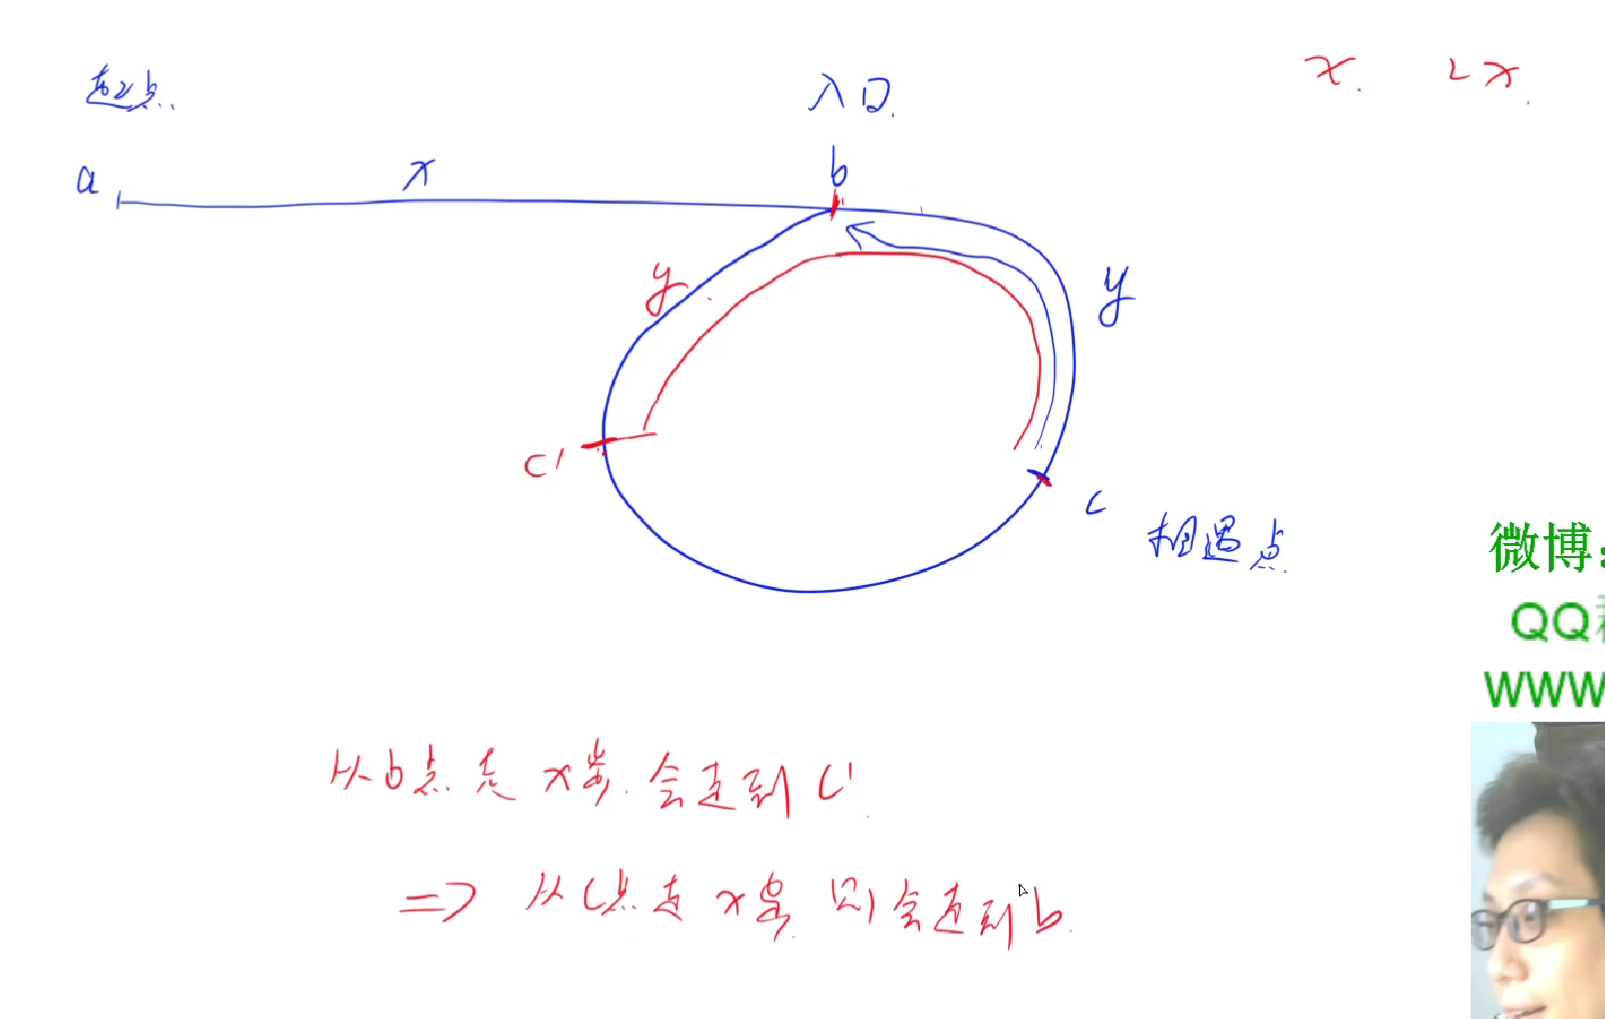 起点.
入口.
x. 2x.
a
x
b
y
y
c'
c
相遇点.
微博:
QQ
www
从b点走x步.会走到c'.
=> 从c点走x步.则会走到b.